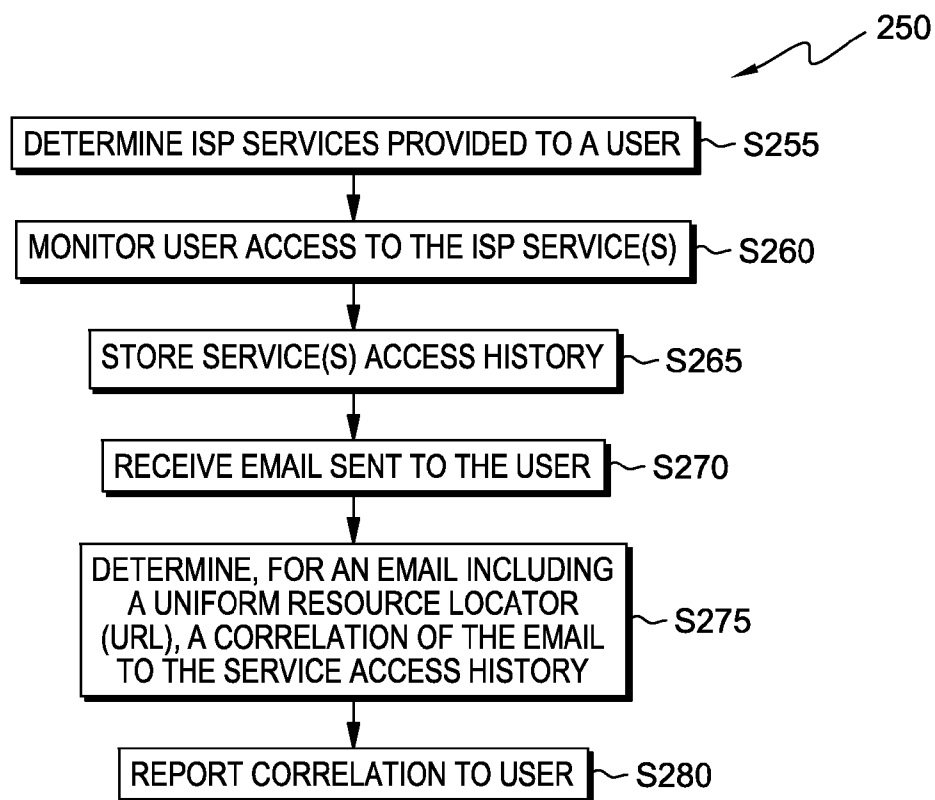 250
DETERMINE ISP SERVICES PROVIDED TO A USER
S255
MONITOR USER ACCESS TO THE ISP SERVICE(S)
S260
STORE SERVICE(S) ACCESS HISTORY
S265
RECEIVE EMAIL SENT TO THE USER
S270
DETERMINE, FOR AN EMAIL INCLUDING
A UNIFORM RESOURCE LOCATOR
(URL), A CORRELATION OF THE EMAIL
TO THE SERVICE ACCESS HISTORY
S275
REPORT CORRELATION TO USER
S280